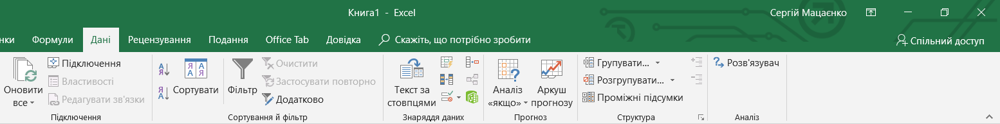 Книга1 - Excel
Сергій Мацаєнко
нки Формули Дані Рецензування Подання Office Tab Довідка Скажіть, що потрібно зробити Спільний доступ
Оновити все
Підключення
Властивості
Редагувати зв'язки
Підключення
Сортувати
Фільтр
Очистити
Застосувати повторно
Додатково
Сортування й фільтр
Текст за
стовпцями
Знаряддя даних
Аналіз
«якщо»
Аркуш
прогнозу
Прогноз
Групувати...
Розгрупувати...
Проміжні підсумки
Структура
Розв'язувач
Аналіз